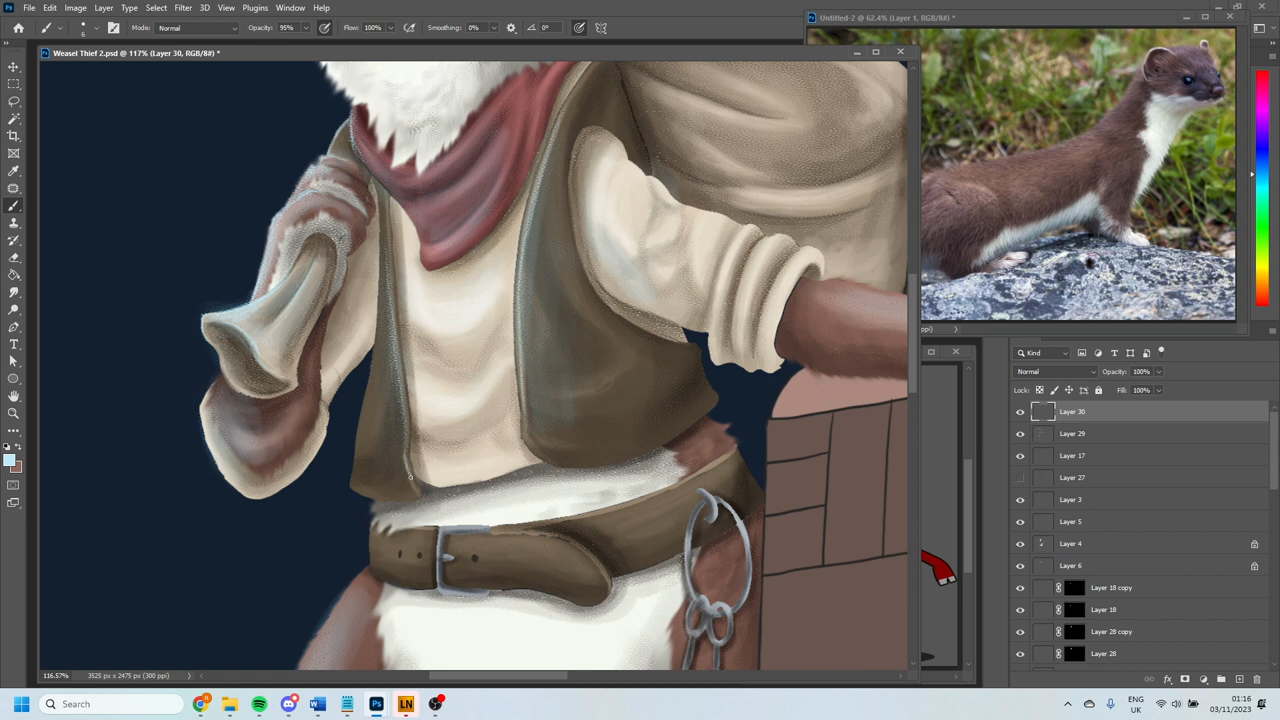 File Edit Image Layer Type Select Filter 3D View Plugins Window Help
6 Mode: Normal Opacity: 95% Flow: 100% Smoothing: 0% 0°
Weasel Thief 2.psd @ 117% (Layer 30, RGB/8#) *
Untitled-2 @ 62.4% (Layer 1, RGB/8#) *
ppi)
Kind
Normal Opacity: 100%
Lock: Fill: 100%
Layer 30
Layer 29
Layer 17
Layer 27
Layer 3
Layer 5
Layer 4
Layer 6
Layer 18 copy
Layer 18
Layer 28 copy
Layer 28
116.57% 3525 px x 2475 px (300 ppi)
Search
LN
ENG
UK
01:16
03/11/2023